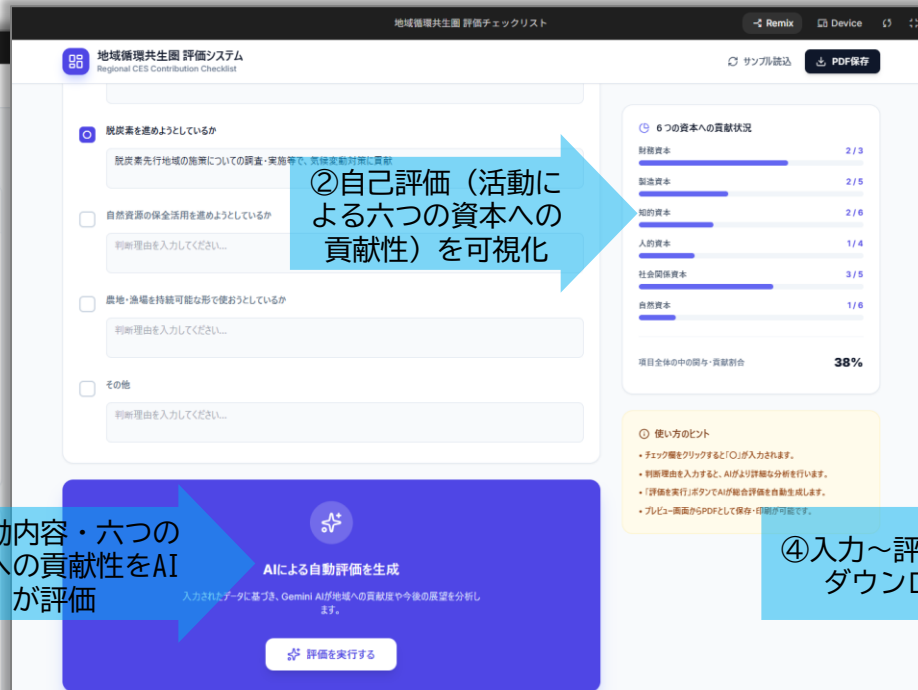 地域循環共生圏 評価チェックリスト
Remix
Device
地域循環共生圏 評価システム
Regional CES Contribution Checklist
サンプル読込
PDF保存
脱炭素を進めようとしているか
脱炭素先行地域の施策についての調査・実施等で、気候変動対策に貢献
自然資源の保全活用を進めようとしているか
判断理由を入力してください...
農地・漁場を持続可能な形で使おうとしているか
判断理由を入力してください...
その他
判断理由を入力してください...
②自己評価（活動に
よる六つの資本への
貢献性）を可視化
6つの資本への貢献状況
財務資本 2/3
製造資本 2/5
知的資本 2/6
人的資本 1/4
社会関係資本 3/5
自然資本 1/6
項目全体の中の関与・貢献割合 38%
使い方のヒント
• チェック欄をクリックすると「〇」が入力されます。
• 判断理由を入力すると、AIがより詳細な分析を行います。
• 「評価を実行」ボタンでAIが総合評価を自動生成します。
• プレビュー画面からPDFとして保存・印刷が可能です。
動内容・六つの
への貢献性をAI
が評価
AIによる自動評価を生成
入力されたデータに基づき、Gemini AIが地域への貢献度や今後の展望を分析し
ます。
評価を実行する
④入力～評
ダウンロ